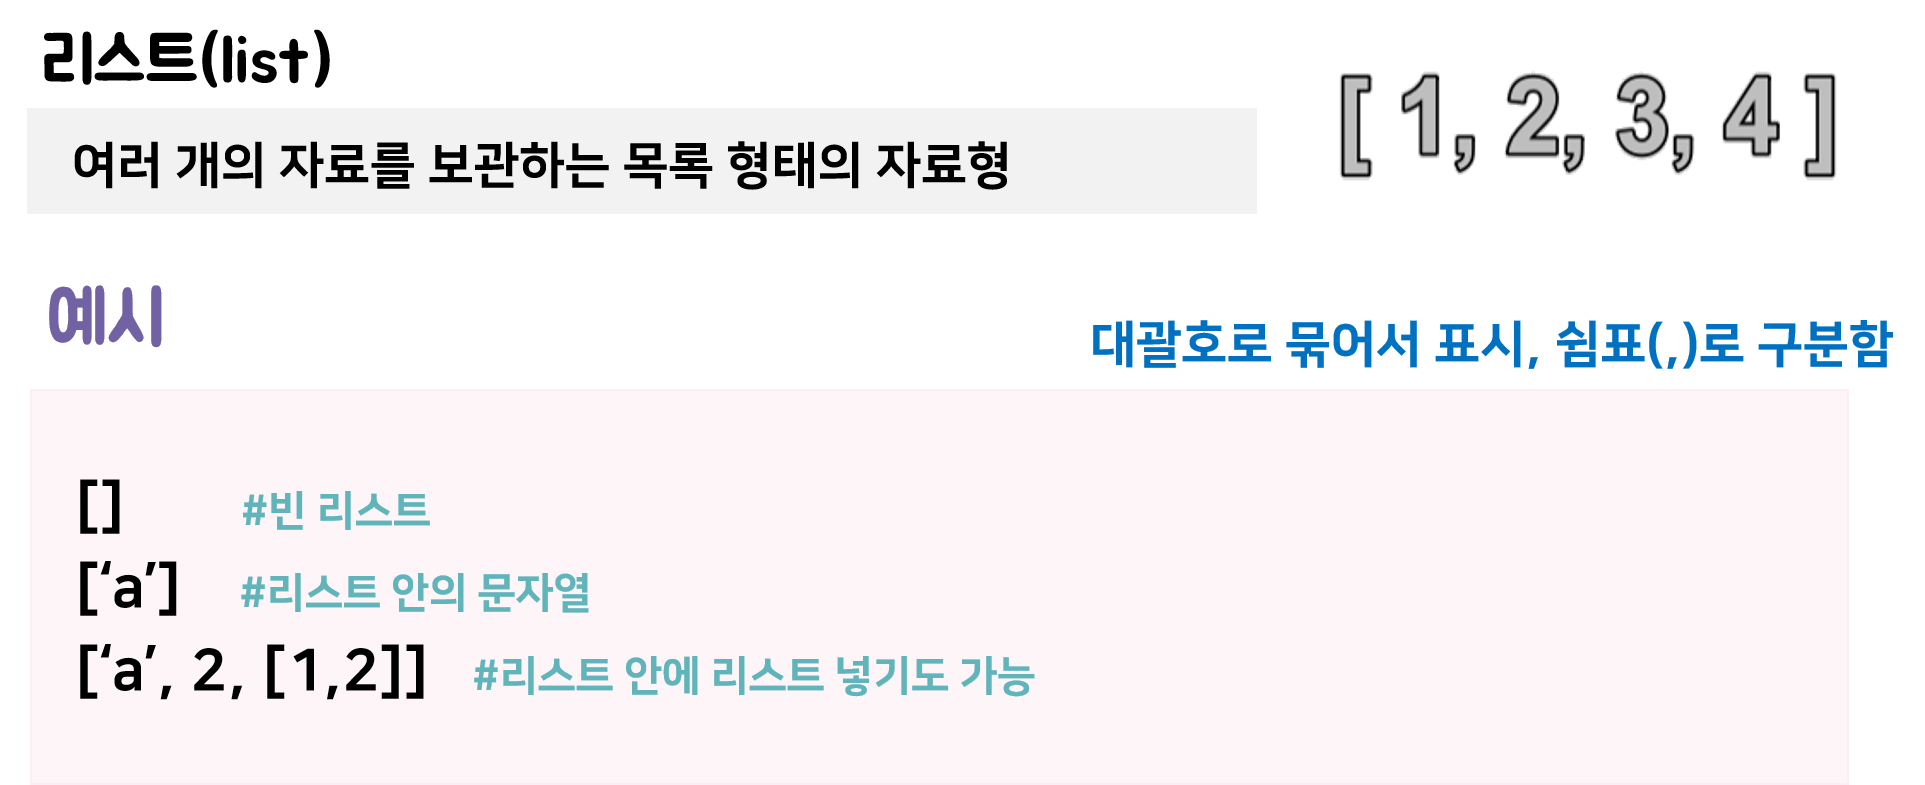 리스트(list)
[ 1, 2, 3, 4 ]
여러 개의 자료를 보관하는 목록 형태의 자료형
예시
대괄호로 묶어서 표시, 쉼표(,)로 구분함
[] #빈 리스트
[‘a’] #리스트 안의 문자열
[‘a’, 2, [1,2]] #리스트 안에 리스트 넣기도 가능